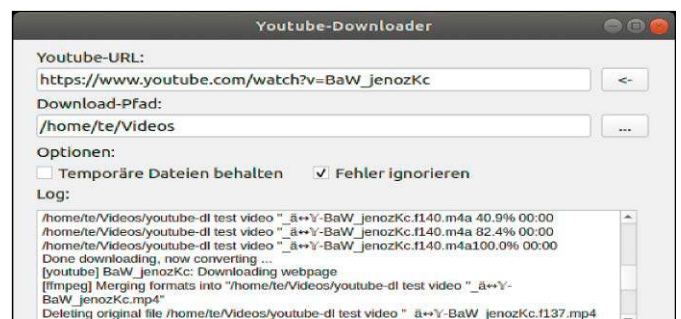 Youtube-Downloader
Youtube-URL:
https://www.youtube.com/watch?v=BaW_jenozKc
<-
Download-Pfad:
/home/te/Videos
...
Optionen:
Temporäre Dateien behalten
Fehler ignorieren
Log:
/home/te/Videos/youtube-dl test video "_ä↔𝕐-BaW_jenozKc.f140.m4a 40.9% 00:00
/home/te/Videos/youtube-dl test video "_ä↔𝕐-BaW_jenozKc.f140.m4a 82.4% 00:00
/home/te/Videos/youtube-dl test video "_ä↔𝕐-BaW_jenozKc.f140.m4a100.0% 00:00
Done downloading, now converting ...
[youtube] BaW_jenozKc: Downloading webpage
[ffmpeg] Merging formats into "/home/te/Videos/youtube-dl test video "_ä↔𝕐-
BaW_jenozKc.mp4"
Deleting original file /home/te/Videos/youtube-dl test video "_ä↔𝕐-BaW_jenozKc.f137.mp4